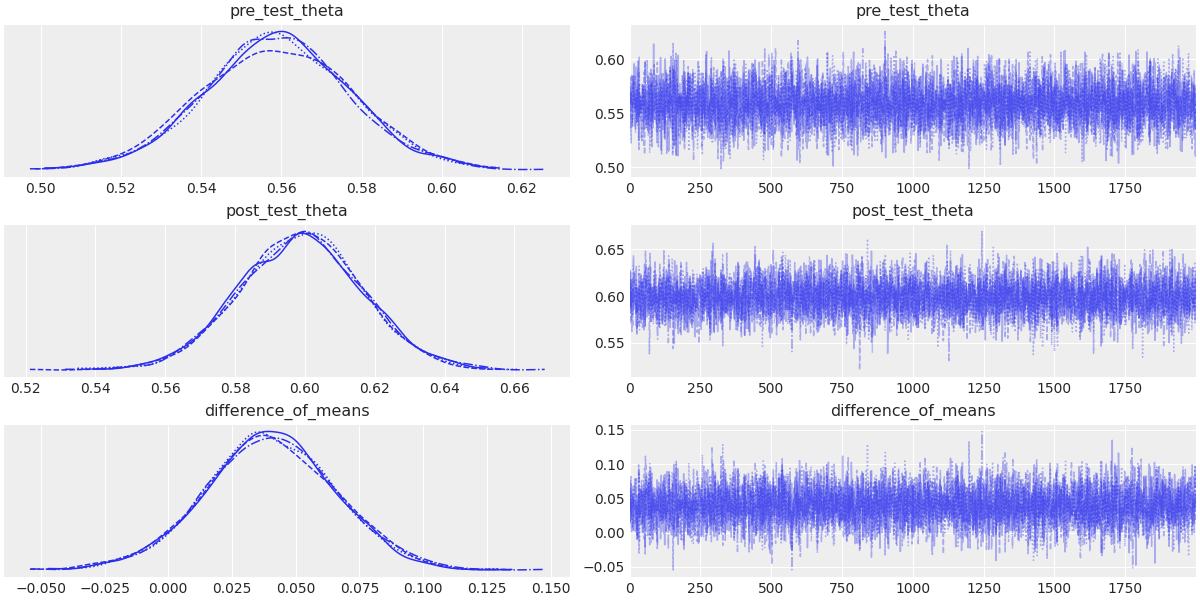 pre_test_theta
pre_test_theta
0.60
0.55
0.50
0.50 0.52 0.54 0.56 0.58 0.60 0.62
0 250 500 750 1000 1250 1500 1750
post_test_theta
post_test_theta
0.65
0.60
0.55
0.52 0.54 0.56 0.58 0.60 0.62 0.64 0.66
0 250 500 750 1000 1250 1500 1750
difference_of_means
difference_of_means
0.15
0.10
0.05
0.00
−0.05
−0.050 −0.025 0.000 0.025 0.050 0.075 0.100 0.125 0.150
0 250 500 750 1000 1250 1500 1750